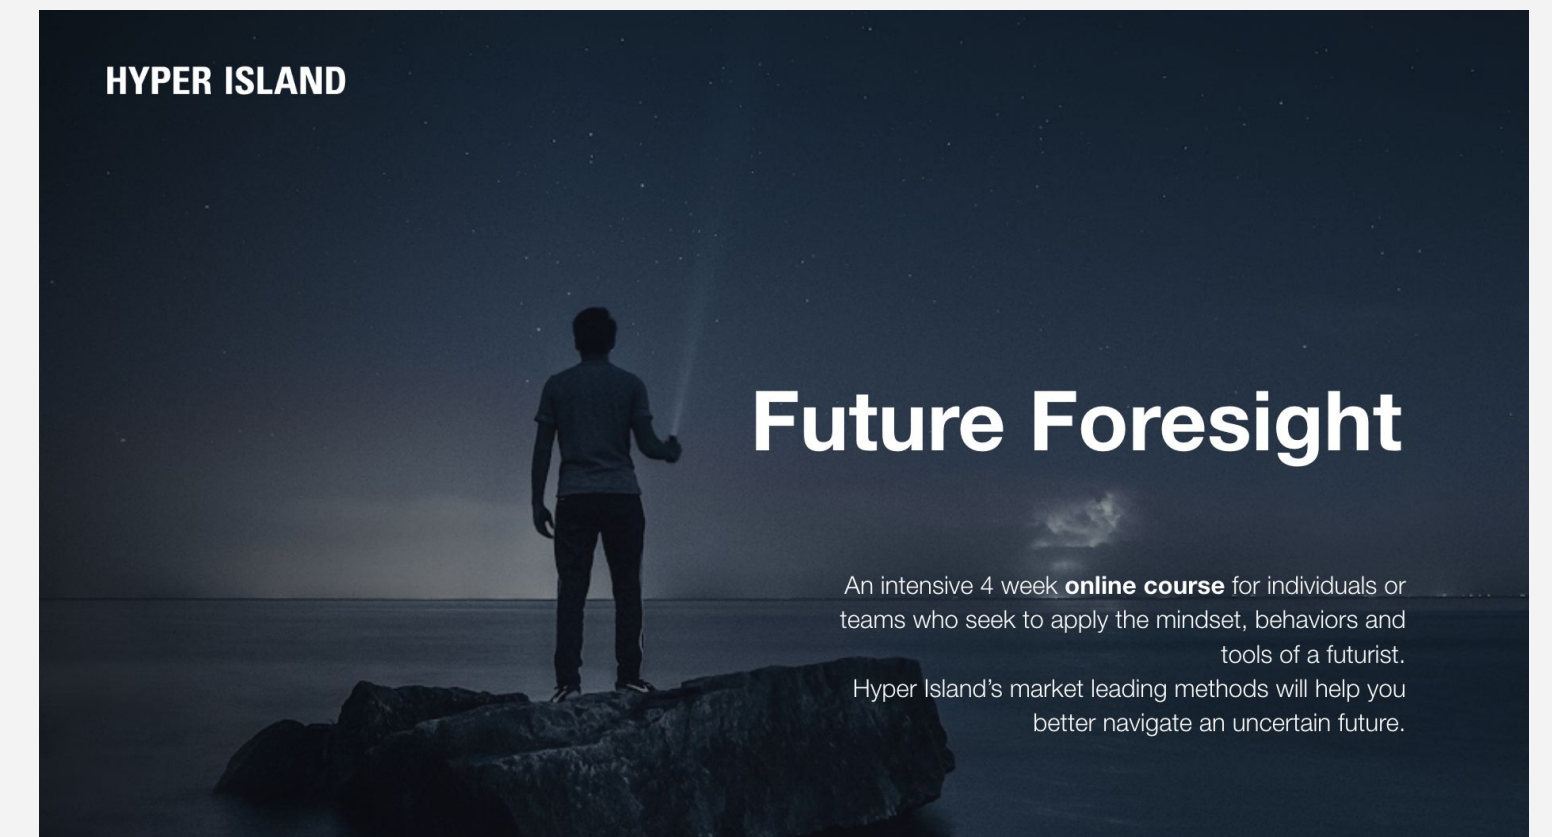 HYPER ISLAND
Future Foresight
An intensive 4 week online course for individuals or
teams who seek to apply the mindset, behaviors and
tools of a futurist.
Hyper Island’s market leading methods will help you
better navigate an uncertain future.